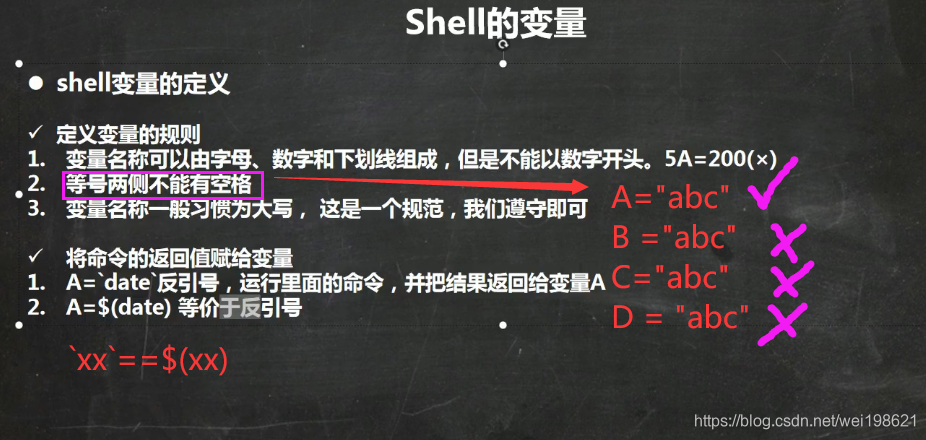 Shell的变量
shell变量的定义
✓ 定义变量的规则
1. 变量名称可以由字母、数字和下划线组成，但是不能以数字开头。5A=200(×)
2. 等号两侧不能有空格
3. 变量名称一般习惯为大写， 这是一个规范，我们遵守即可
A="abc"
B ="abc"
C="abc"
D = "abc"
✓ 将命令的返回值赋给变量
1. A=`date`反引号，运行里面的命令，并把结果返回给变量A
2. A=$(date) 等价于反引号
`xx`==$(xx)
https://blog.csdn.net/wei198621